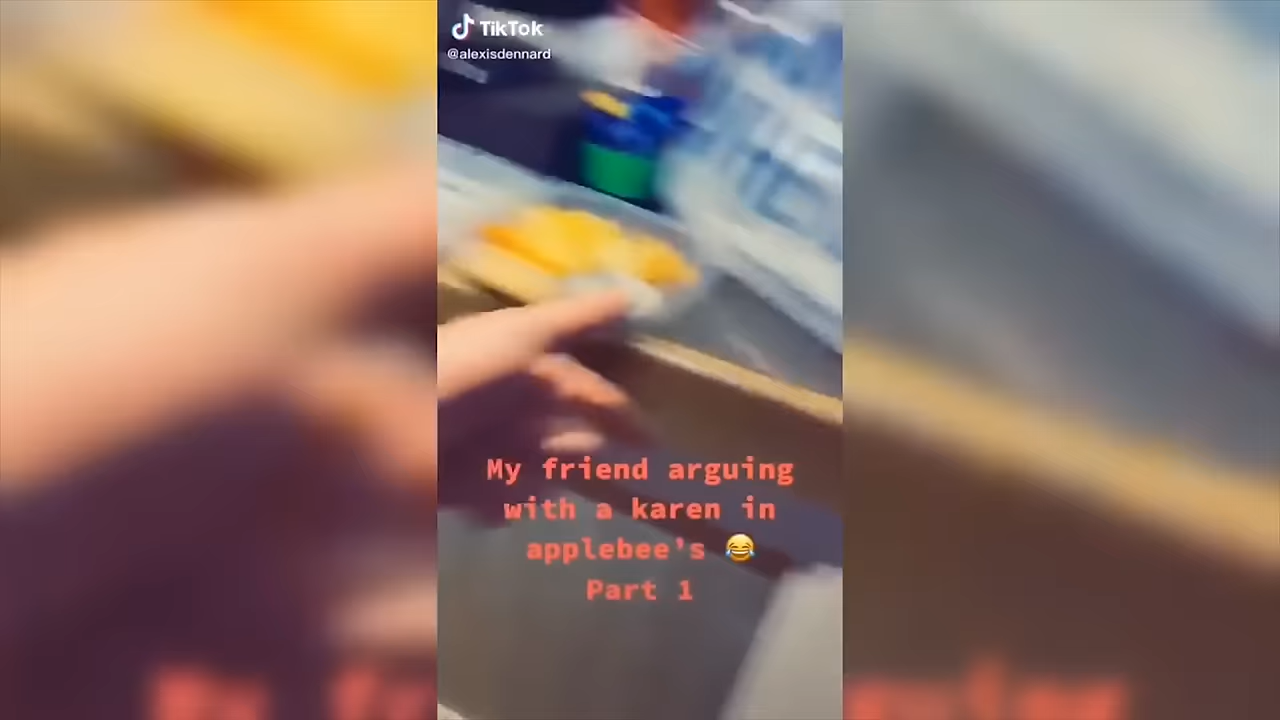 TikTok
@alexisdennard
My friend arguing
with a karen in
applebee's 😂
Part 1